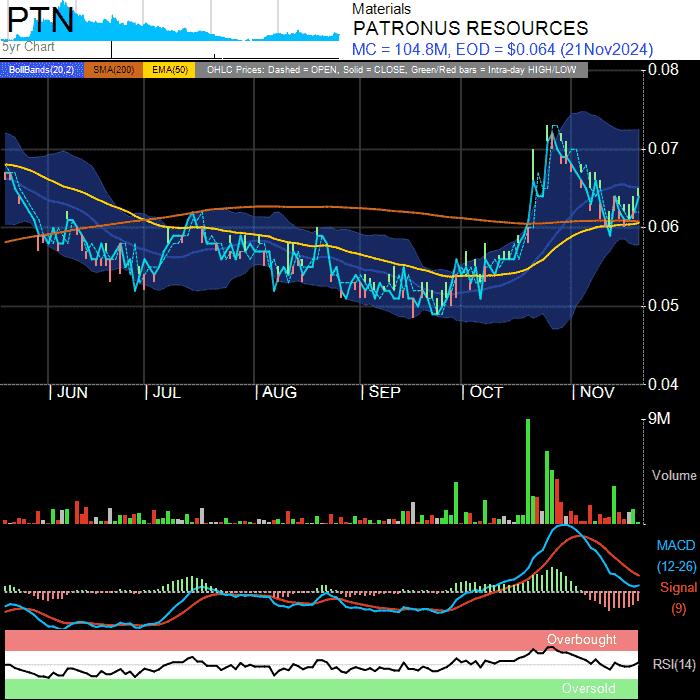 PTN
5yr Chart
Materials
PATRONUS RESOURCES
MC = 104.8M, EOD = $0.064 (21Nov2024)
BollBands(20,2) SMA(200) EMA(50) OHLC Prices: Dashed = OPEN, Solid = CLOSE, Green/Red bars = Intra-day HIGH/LOW
0.08
0.07
0.06
0.05
0.04
JUN JUL AUG SEP OCT NOV
9M
Volume
MACD
(12-26)
Signal
(9)
Overbought
RSI(14)
Oversold